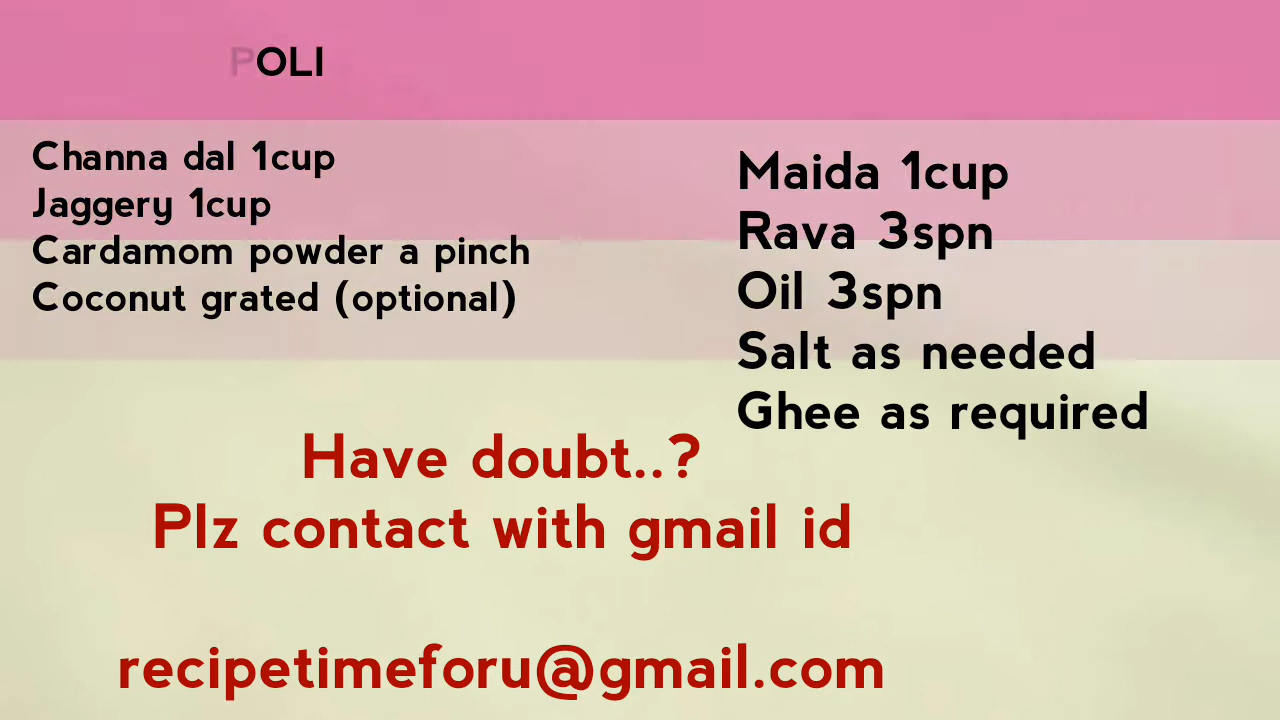 POLI
Channa dal 1cup
Jaggery 1cup
Cardamom powder a pinch
Coconut grated (optional)
Maida 1cup
Rava 3spn
Oil 3spn
Salt as needed
Ghee as required
Have doubt..?
Plz contact with gmail id
recipetimeforu@gmail.com